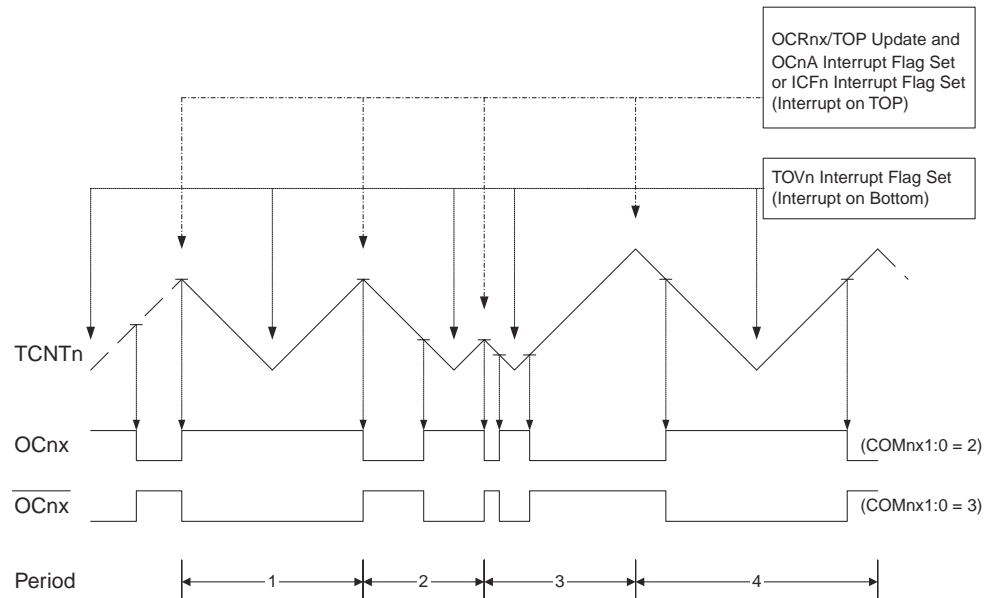 OCRnx/TOP Update and
OCnA Interrupt Flag Set
or ICFn Interrupt Flag Set
(Interrupt on TOP)
TOVn Interrupt Flag Set
(Interrupt on Bottom)
TCNTn
OCnx
(COMnx1:0 = 2)
OCnx
(COMnx1:0 = 3)
Period
1
2
3
4